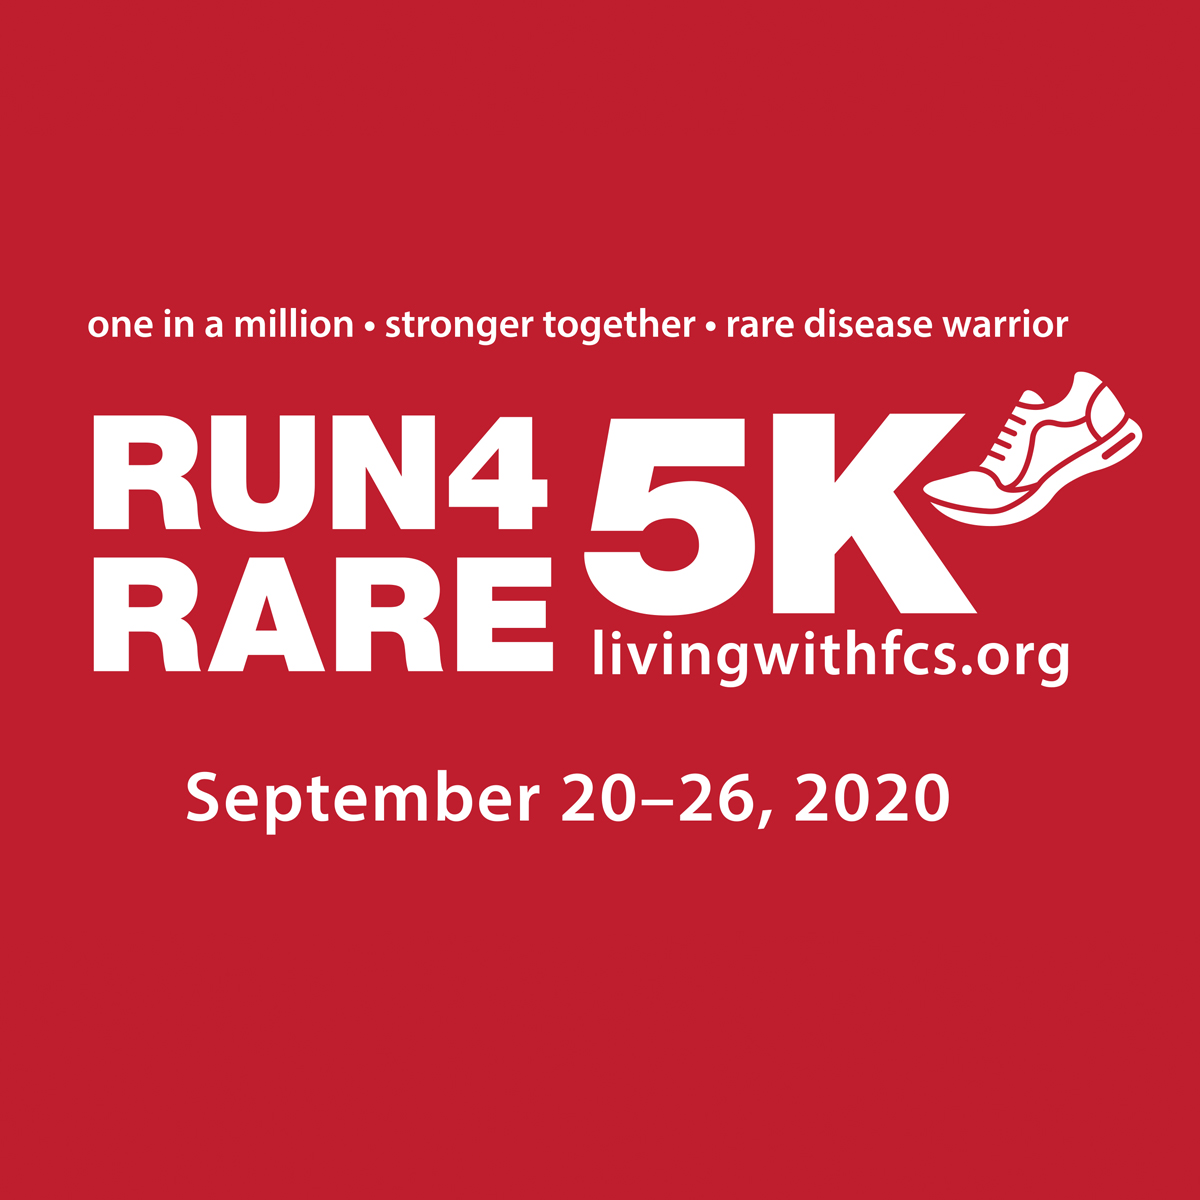 one in a million • stronger together • rare disease warrior
RUN4
RARE
5K
livingwithfcs.org
September 20–26, 2020